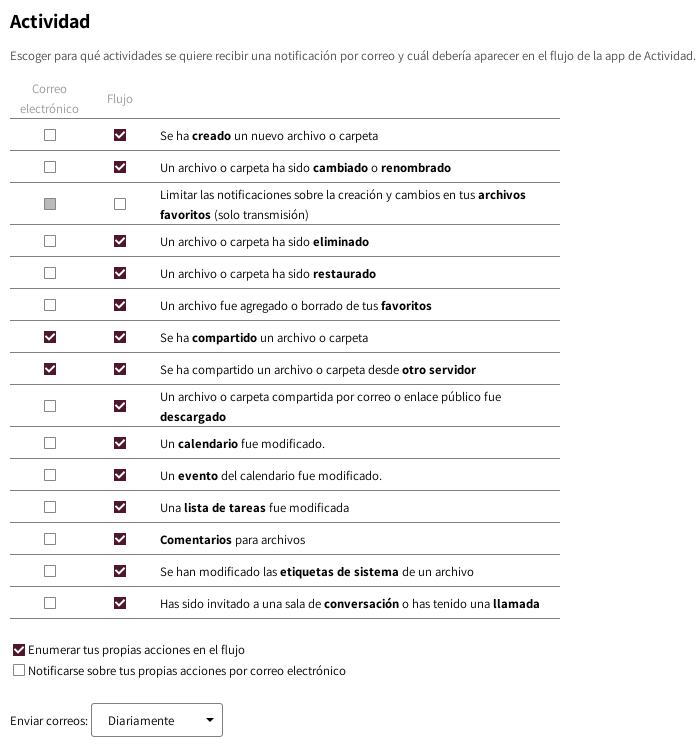 Actividad
Escoger para qué actividades se quiere recibir una notificación por correo y cuál debería aparecer en el flujo de la app de Actividad.
Correo
electrónico
Flujo
Se ha creado un nuevo archivo o carpeta
Un archivo o carpeta ha sido cambiado o renombrado
Limitar las notificaciones sobre la creación y cambios en tus archivos
favoritos (solo transmisión)
Un archivo o carpeta ha sido eliminado
Un archivo o carpeta ha sido restaurado
Un archivo fue agregado o borrado de tus favoritos
Se ha compartido un archivo o carpeta
Se ha compartido un archivo o carpeta desde otro servidor
Un archivo o carpeta compartida por correo o enlace público fue
descargado
Un calendario fue modificado.
Un evento del calendario fue modificado.
Una lista de tareas fue modificada
Comentarios para archivos
Se han modificado las etiquetas de sistema de un archivo
Has sido invitado a una sala de conversación o has tenido una llamada
Enumerar tus propias acciones en el flujo
Notificarse sobre tus propias acciones por correo electrónico
Enviar correos: Diariamente